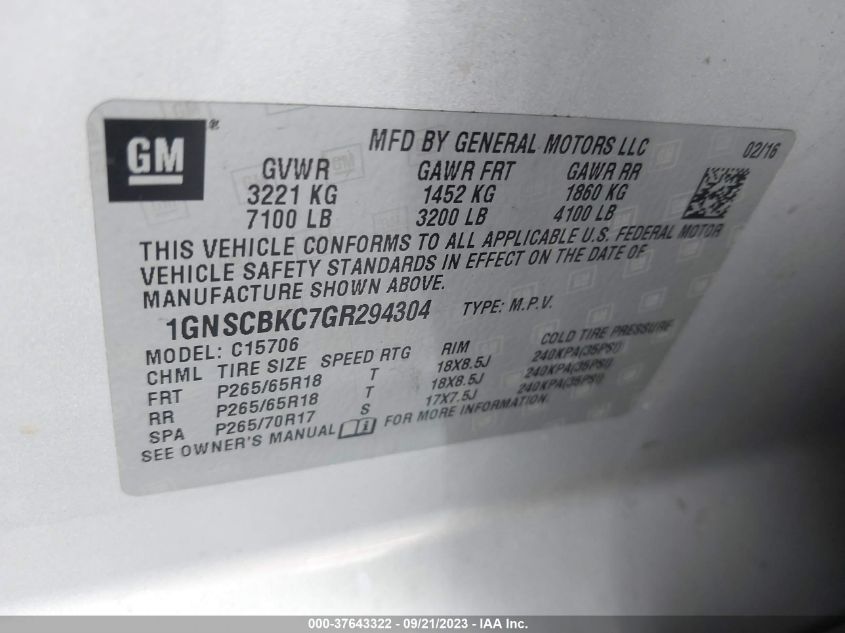 GM ®
MFD BY GENERAL MOTORS LLC 02/16
GVWR GAWR FRT GAWR RR
3221 KG 1452 KG 1860 KG
7100 LB 3200 LB 4100 LB
THIS VEHICLE CONFORMS TO ALL APPLICABLE U.S. FEDERAL MOTOR
VEHICLE SAFETY STANDARDS IN EFFECT ON THE DATE OF
MANUFACTURE SHOWN ABOVE.
1GNSCBKC7GR294304 TYPE: M.P.V.
MODEL: C15706
CHML TIRE SIZE SPEED RTG RIM COLD TIRE PRESSURE
FRT P265/65R18 T 18X8.5J 240KPA(35PSI)
RR P265/65R18 T 18X8.5J 240KPA(35PSI)
SPA P265/70R17 S 17X7.5J 240KPA(35PSI)
SEE OWNER'S MANUAL FOR MORE INFORMATION.
000-37643322 / 09/21/2023 - IAA Inc.